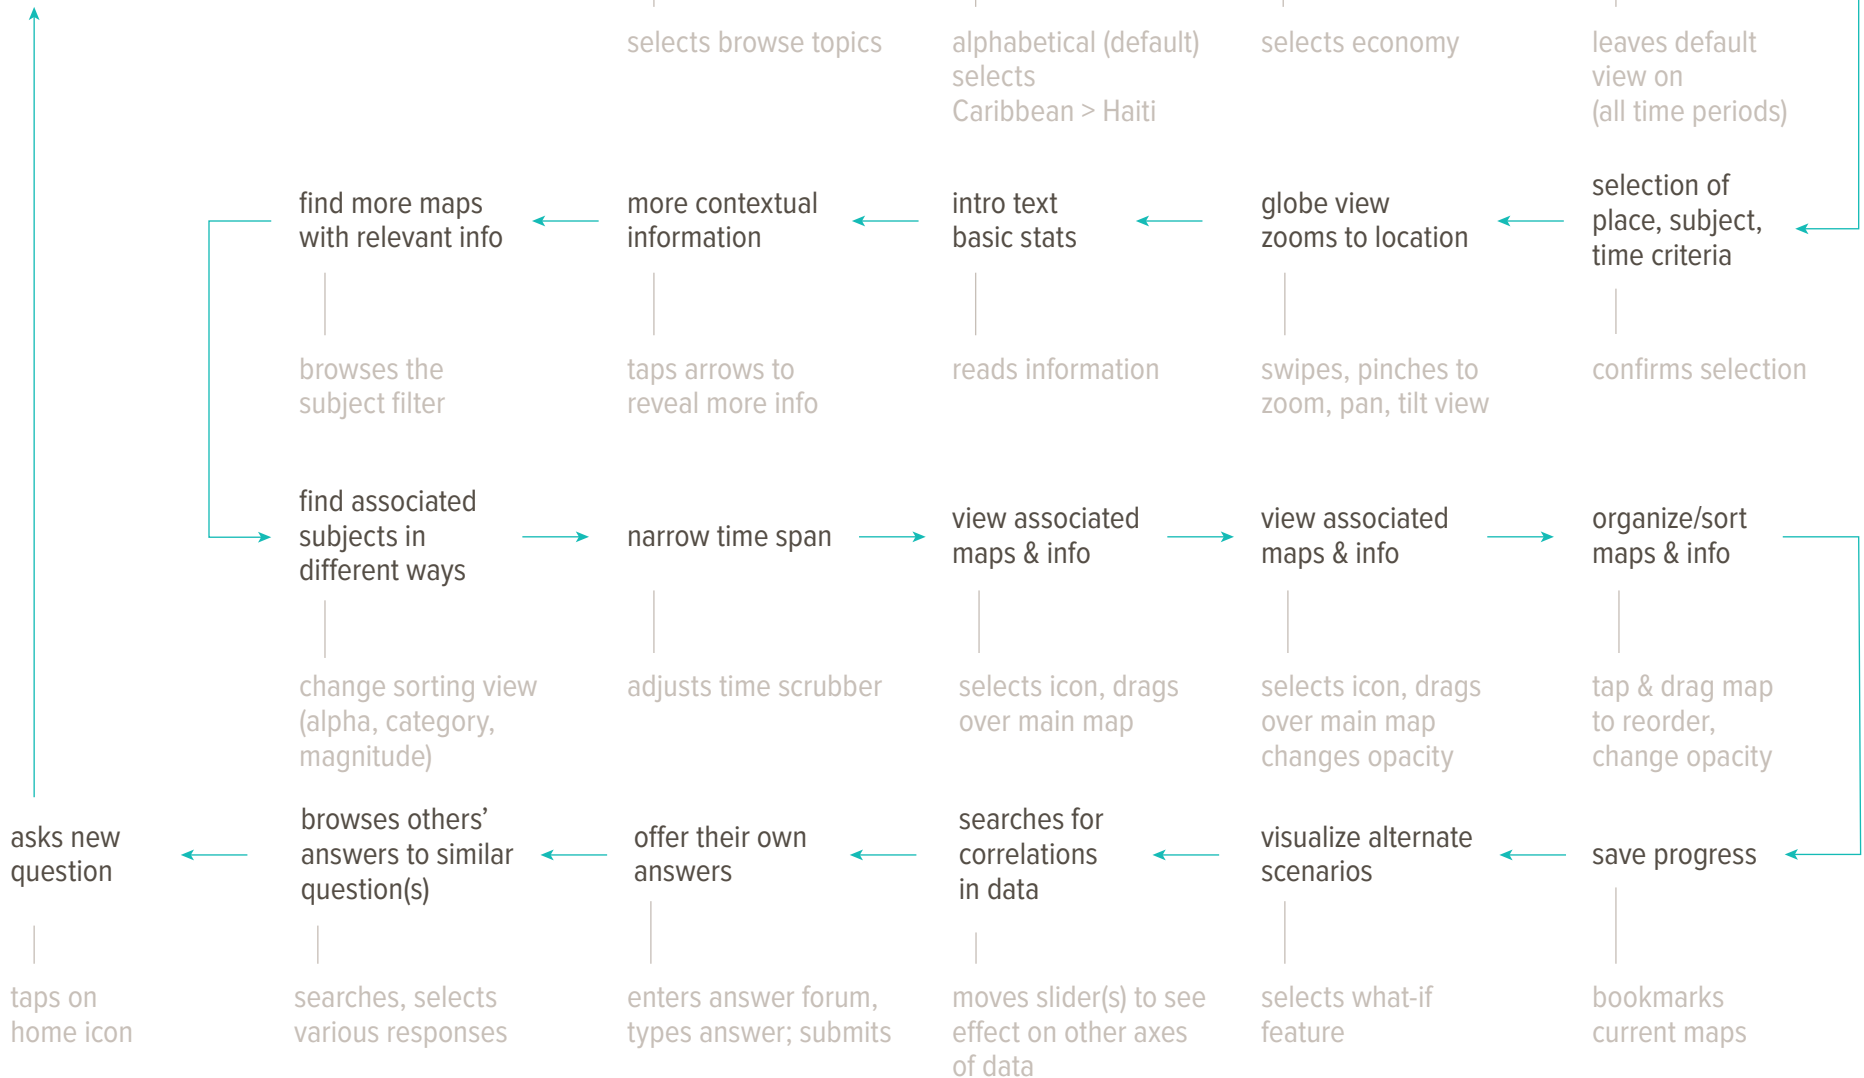 selects browse topics
alphabetical (default)
selects
Caribbean > Haiti
selects economy
leaves default
view on
(all time periods)
find more maps
with relevant info
more contextual
information
intro text
basic stats
globe view
zooms to location
selection of
place, subject,
time criteria
browses the
subject filter
taps arrows to
reveal more info
reads information
swipes, pinches to
zoom, pan, tilt view
confirms selection
find associated
subjects in
different ways
narrow time span
view associated
maps & info
view associated
maps & info
organize/sort
maps & info
change sorting view
(alpha, category,
magnitude)
adjusts time scrubber
selects icon, drags
over main map
selects icon, drags
over main map
changes opacity
tap & drag map
to reorder,
change opacity
asks new
question
browses others’
answers to similar
question(s)
offer their own
answers
searches for
correlations
in data
visualize alternate
scenarios
save progress
taps on
home icon
searches, selects
various responses
enters answer forum,
types answer; submits
moves slider(s) to see
effect on other axes
of data
selects what-if
feature
bookmarks
current maps